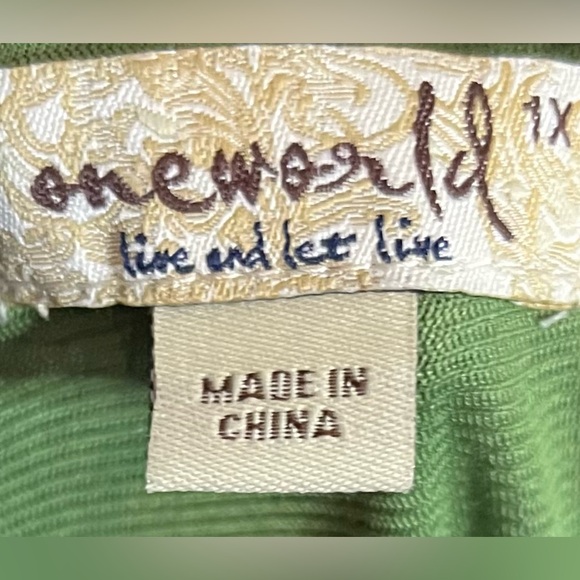 oneworld 1X
live and let live
MADE IN
CHINA